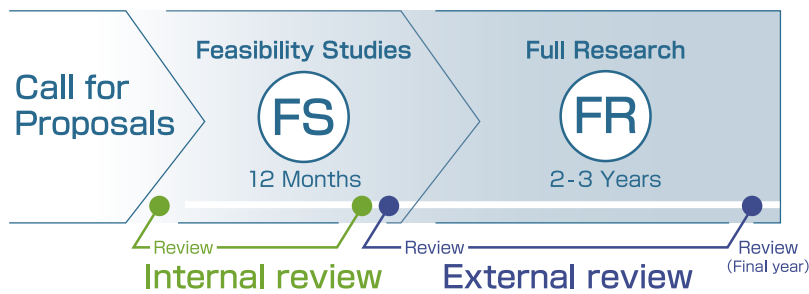 Call for
Proposals
Feasibility Studies
FS
12 Months
Full Research
FR
2-3 Years
Review
Review
Review
(Final year)
Internal review
External review